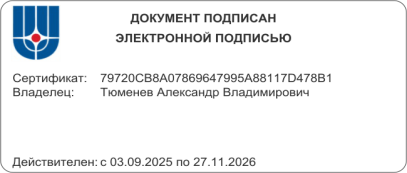 ДОКУМЕНТ ПОДПИСАН
ЭЛЕКТРОННОЙ ПОДПИСЬЮ
Сертификат: 79720CB8A07869647995A88117D478B1
Владелец: Тюменев Александр Владимирович
Действителен: с 03.09.2025 по 27.11.2026